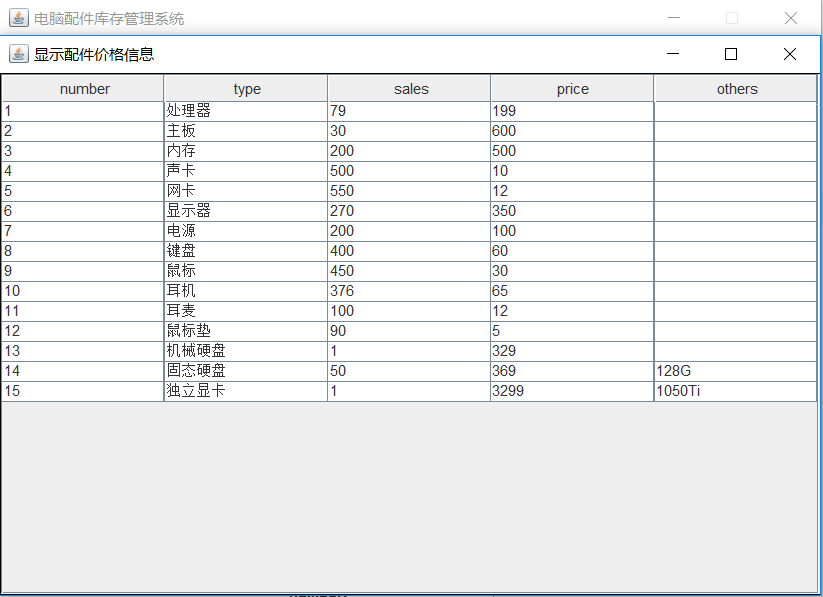 电脑配件库存管理系统
显示配件价格信息
number type sales price others
1 处理器 79 199
2 主板 30 600
3 内存 200 500
4 声卡 500 10
5 网卡 550 12
6 显示器 270 350
7 电源 200 100
8 键盘 400 60
9 鼠标 450 30
10 耳机 376 65
11 耳麦 100 12
12 鼠标垫 90 5
13 机械硬盘 1 329
14 固态硬盘 50 369 128G
15 独立显卡 1 3299 1050Ti